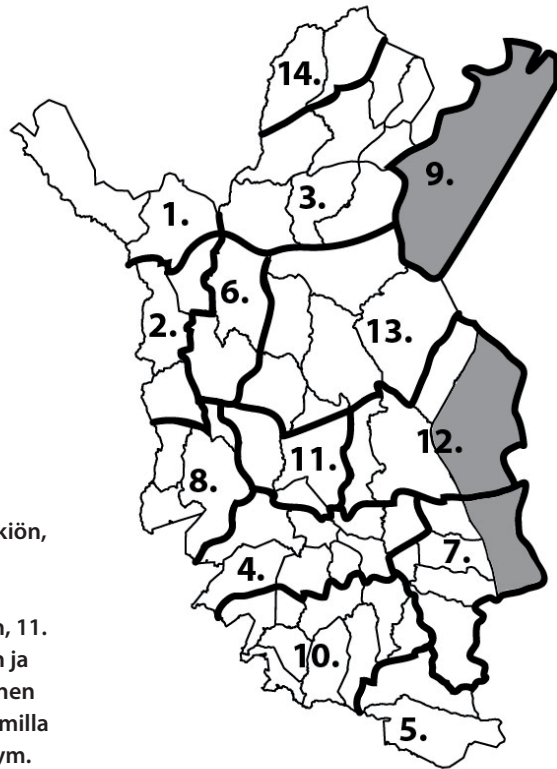 14.
9.
3.
1.
6.
2.
13.
12.
11.
8.
kiön,
7.
4.
n, 11.
n ja
10.
nen
milla
5.
ym.